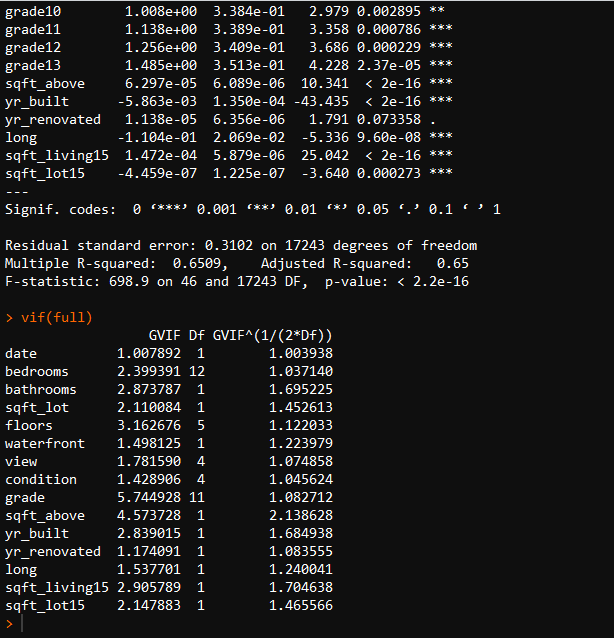 grade10 1.008e+00 3.384e-01 2.979 0.002895 **
grade11 1.138e+00 3.389e-01 3.358 0.000786 ***
grade12 1.256e+00 3.409e-01 3.686 0.000229 ***
grade13 1.485e+00 3.513e-01 4.228 2.37e-05 ***
sqft_above 6.297e-05 6.089e-06 10.341 < 2e-16 ***
yr_built -5.863e-03 1.350e-04 -43.435 < 2e-16 ***
yr_renovated 1.138e-05 6.356e-06 1.791 0.073358 .
long -1.104e-01 2.069e-02 -5.336 9.60e-08 ***
sqft_living15 1.472e-04 5.879e-06 25.042 < 2e-16 ***
sqft_lot15 -4.459e-07 1.225e-07 -3.640 0.000273 ***
---
Signif. codes: 0 ‘***’ 0.001 ‘**’ 0.01 ‘*’ 0.05 ‘.’ 0.1 ‘ ’ 1
Residual standard error: 0.3102 on 17243 degrees of freedom
Multiple R-squared: 0.6509, Adjusted R-squared: 0.65
F-statistic: 698.9 on 46 and 17243 DF, p-value: < 2.2e-16
> vif(full)
GVIF Df GVIF^(1/(2*Df))
date 1.007892 1 1.003938
bedrooms 2.399391 12 1.037140
bathrooms 2.873787 1 1.695225
sqft_lot 2.110084 1 1.452613
floors 3.162676 5 1.122033
waterfront 1.498125 1 1.223979
view 1.781590 4 1.074858
condition 1.428906 4 1.045624
grade 5.744928 11 1.082712
sqft_above 4.573728 1 2.138628
yr_built 2.839015 1 1.684938
yr_renovated 1.174091 1 1.083555
long 1.537701 1 1.240041
sqft_living15 2.905789 1 1.704638
sqft_lot15 2.147883 1 1.465566
>